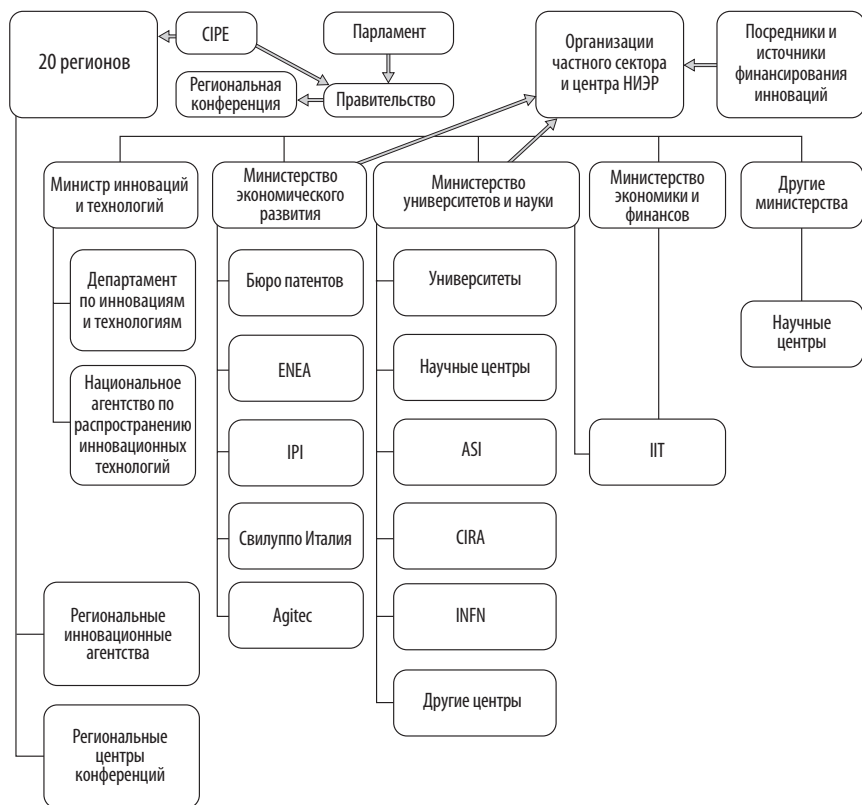 20 регионов
CIPE
Парламент
Региональная
конференция
Правительство
Организации
частного сектора
и центра НИЭР
Посредники и
источники
финансирования
инноваций
Министр инноваций
и технологий
Министерство
экономического
развития
Министерство
университетов и науки
Министерство
экономики и
финансов
Другие
министерства
Департамент
по инновациям
и технологиям
Национальное
агентство по
распространению
инновационных
технологий
Бюро патентов
ENEA
IPI
Свилуппо Италия
Agitec
Университеты
Научные центры
ASI
CIRA
INFN
Другие центры
IIT
Научные
центры
Региональные
инновационные
агентства
Региональные
центры
конференций